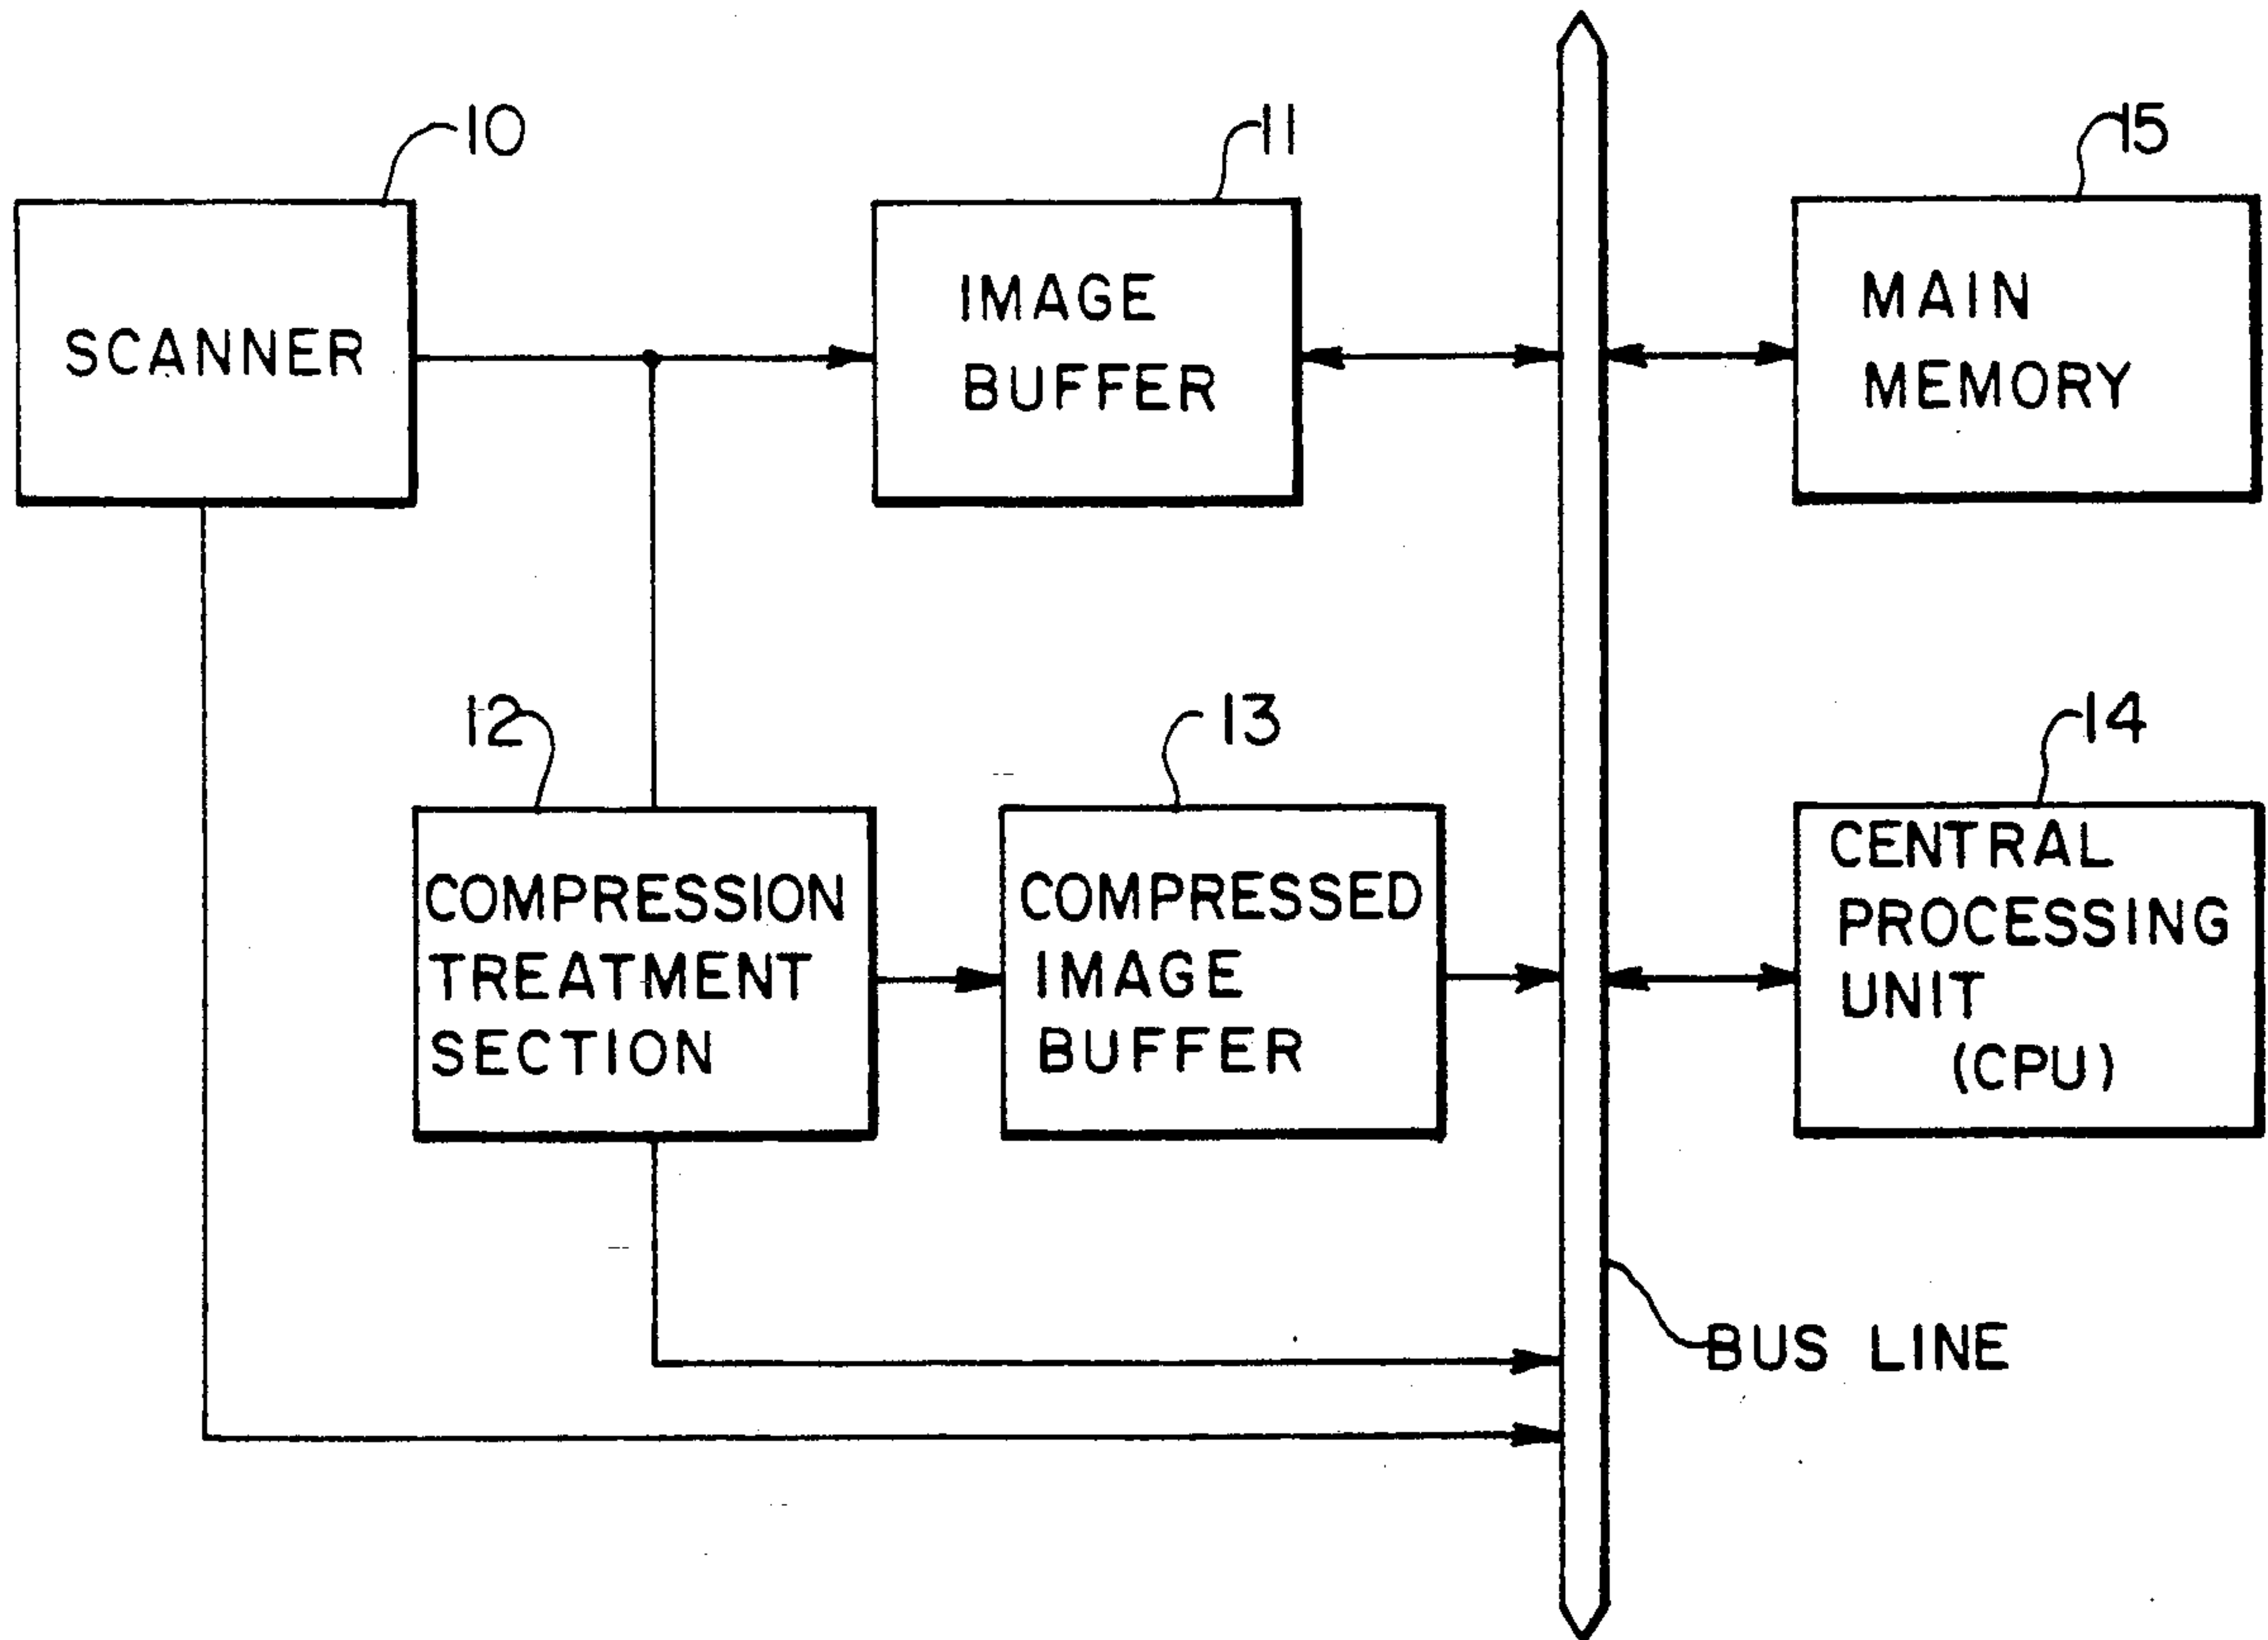 10
SCANNER
11
IMAGE
BUFFER
15
MAIN
MEMORY
12
COMPRESSION
TREATMENT
SECTION
13
COMPRESSED
IMAGE
BUFFER
14
CENTRAL
PROCESSING
UNIT
(CPU)
BUS LINE